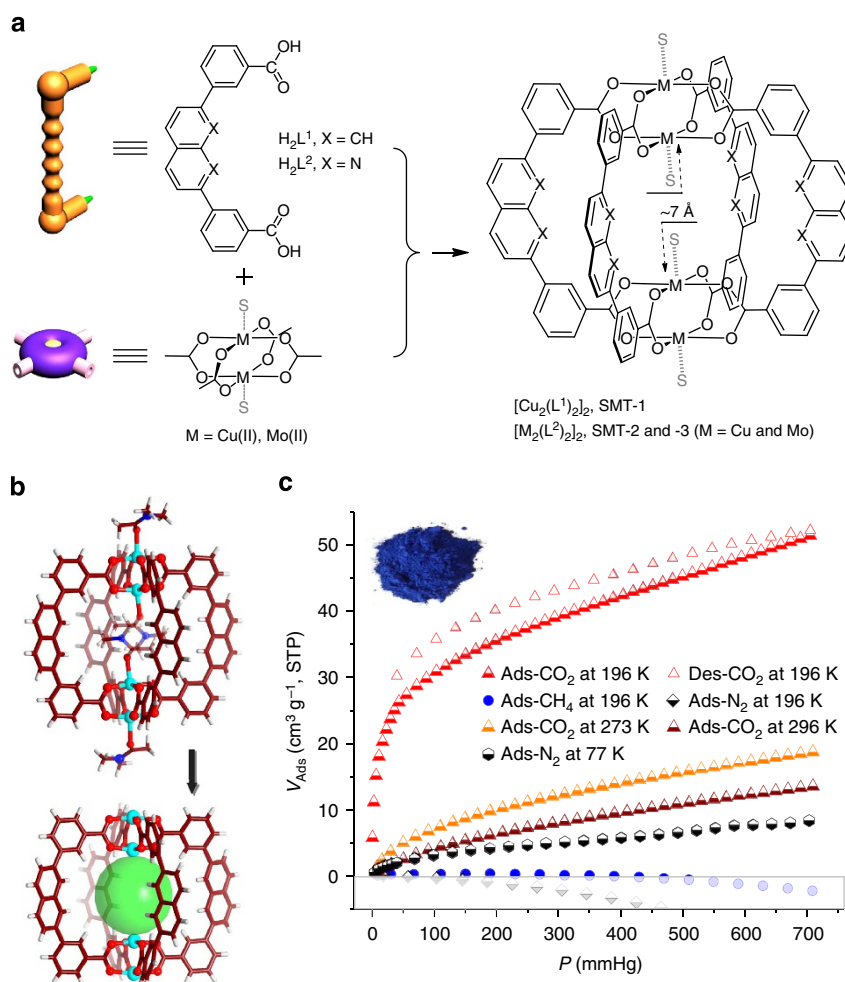 a
OH
C
O
X
X
H₂L¹, X = CH
H₂L², X = N
O
C
OH
+
S
M
O
O
O
O
O
O
O
O
M
S
M = Cu(II), Mo(II)
S
M
O
O
O
O
O
O
O
O
M
S
~7 Å
X
X
X
X
X
X
X
X
S
M
O
O
O
O
O
O
O
O
M
S
[Cu₂(L¹)₂]₂, SMT-1
[M₂(L²)₂]₂, SMT-2 and -3 (M = Cu and Mo)
b
c
50
40
30
20
10
0
V_Ads (cm³ g⁻¹, STP)
Ads-CO₂ at 196 K
Des-CO₂ at 196 K
Ads-CH₄ at 196 K
Ads-N₂ at 196 K
Ads-CO₂ at 273 K
Ads-CO₂ at 296 K
Ads-N₂ at 77 K
0 100 200 300 400 500 600 700
P (mmHg)